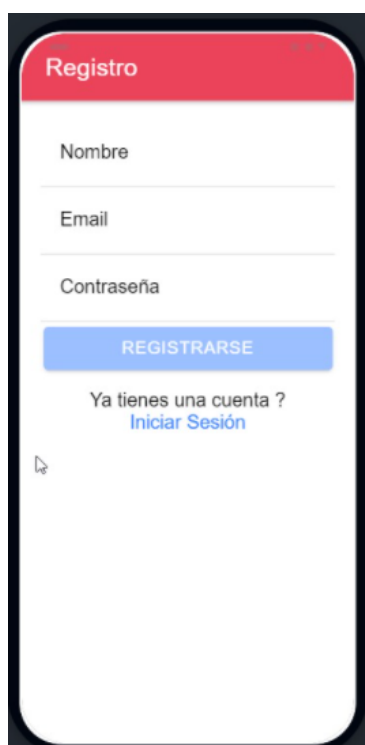 Registro
Nombre
Email
Contraseña
REGISTRARSE
Ya tienes una cuenta ?
Iniciar Sesión